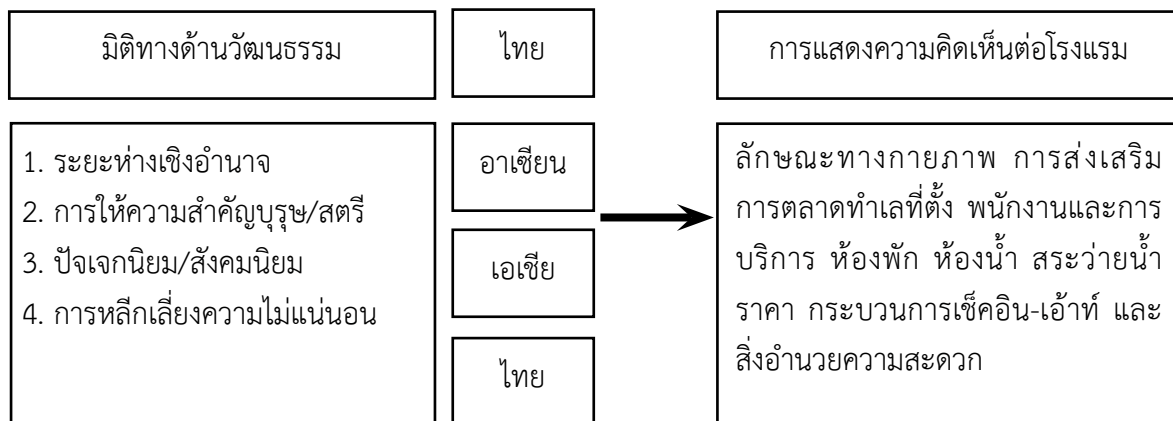 มิติทางด้านวัฒนธรรม
ไทย
การแสดงความคิดเห็นต่อโรงแรม
1. ระยะห่างเชิงอำนาจ
2. การให้ความสำคัญบุรุษ/สตรี
3. ปัจเจกนิยม/สังคมนิยม
4. การหลีกเลี่ยงความไม่แน่นอน
อาเซียน
เอเชีย
ไทย
ลักษณะทางกายภาพ การส่งเสริม
การตลาดทำเลที่ตั้ง พนักงานและการ
บริการ ห้องพัก ห้องน้ำ สระว่ายน้ำ
ราคา กระบวนการเช็คอิน-เอ้าท์ และ
สิ่งอำนวยความสะดวก